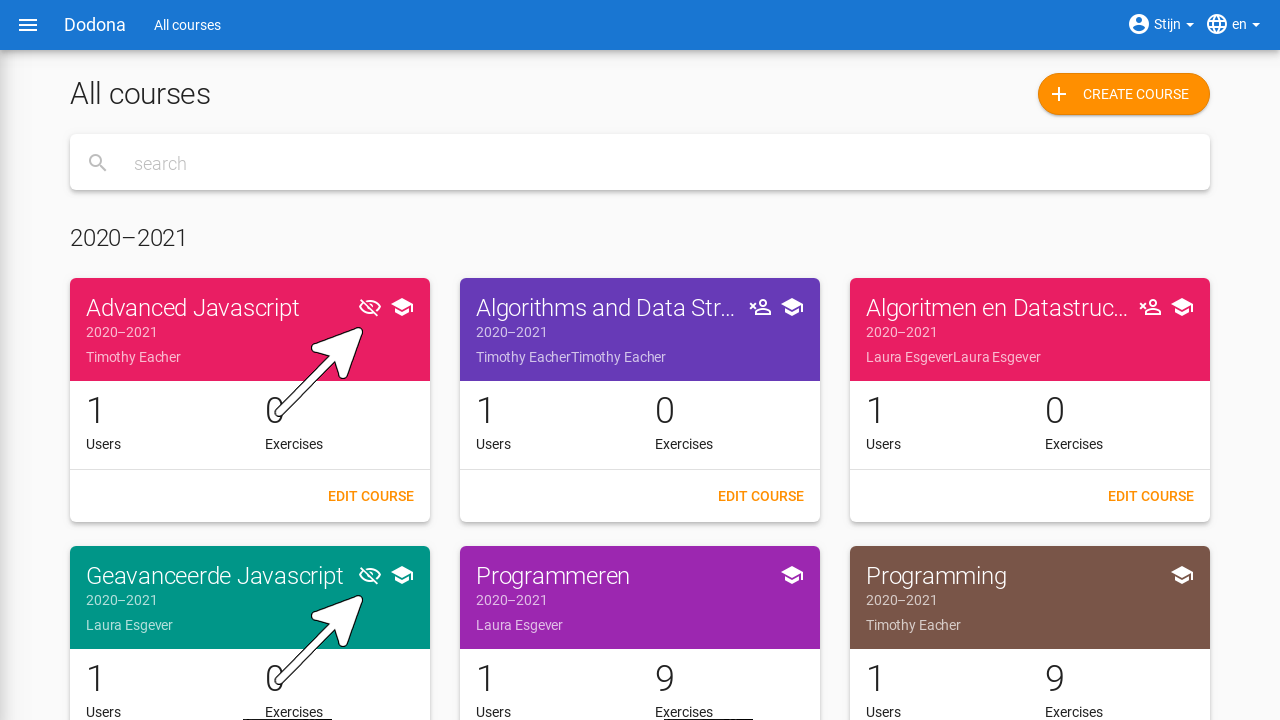 Dodona All courses Stijn en
All courses
CREATE COURSE
search
2020–2021
Advanced Javascript
2020–2021
Timothy Eacher
1 0
Users Exercises
EDIT COURSE
Algorithms and Data Str...
2020–2021
Timothy EacherTimothy Eacher
1 0
Users Exercises
EDIT COURSE
Algoritmen en Datastruc...
2020–2021
Laura EsgeverLaura Esgever
1 0
Users Exercises
EDIT COURSE
Geavanceerde Javascript
2020–2021
Laura Esgever
1 0
Users Exercises
Programmeren
2020–2021
Laura Esgever
1 9
Users Exercises
Programming
2020–2021
Timothy Eacher
1 9
Users Exercises